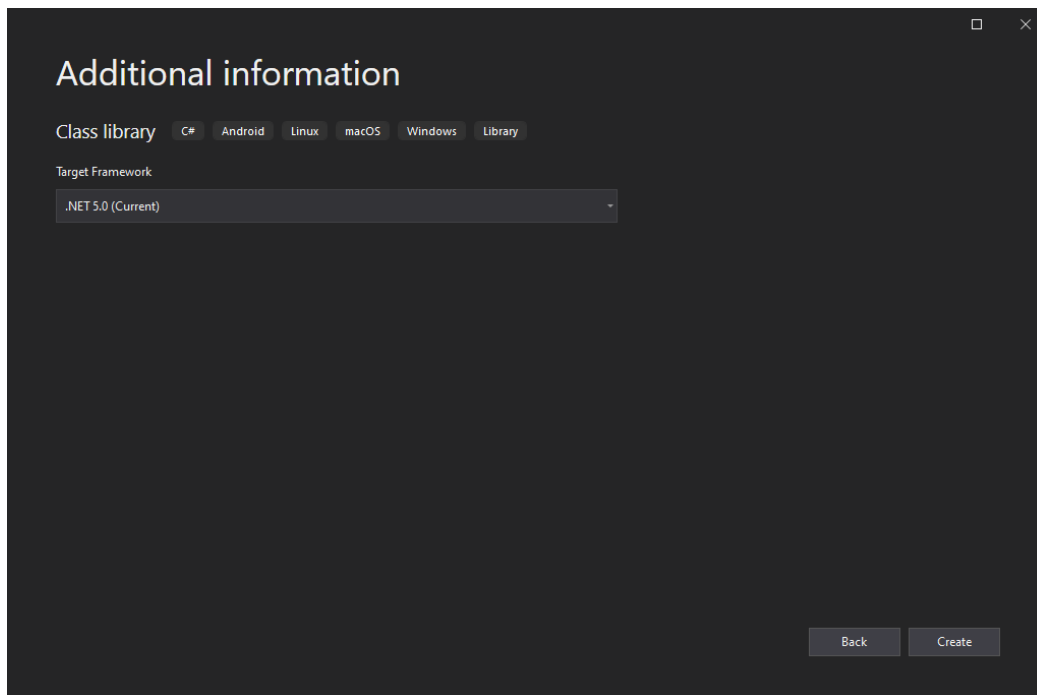 Additional information
Class library C# Android Linux macOS Windows Library
Target Framework
.NET 5.0 (Current)
Back Create